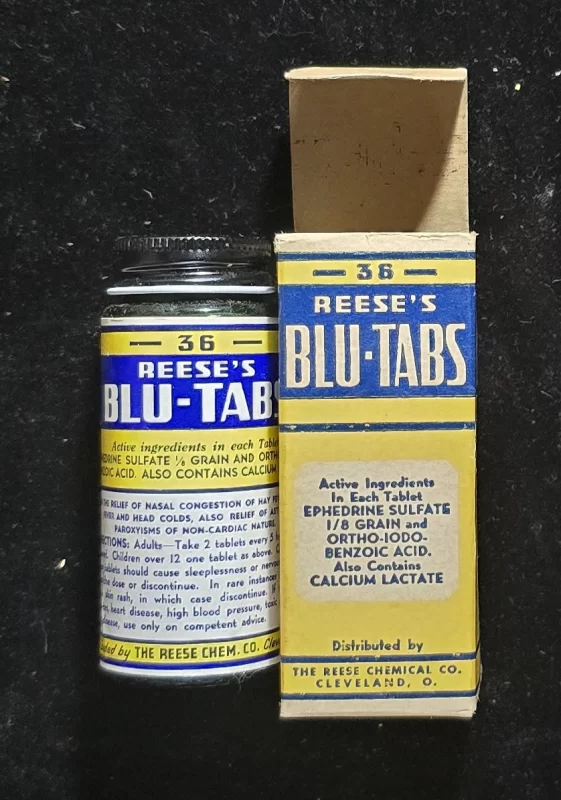 — 36 —
REESE'S
BLU-TABS
Active ingredients in each Tablet
SULFATE 1/8 GRAIN AND
ACID. ALSO CONTAINS CALCIUM
RELIEF OF NASAL CONGESTION OF HAY
FEVER AND HEAD COLDS, ALSO RELIEF OF
PAROXYSMS OF NON-CARDIAC NATURE.
Adults—Take 2 tablets every 5
Children over 12 one tablet as above.
tablets should cause sleeplessness or
dose or discontinue. In rare instances
skin rash, in which case discontinue. If
heart disease, high blood pressure,
use only on competent advice.
by THE REESE CHEM. CO.
— 36 —
REESE'S
BLU-TABS
Active Ingredients
In Each Tablet
EPHEDRINE SULFATE
1/8 GRAIN and
ORTHO-IODO-
BENZOIC ACID.
Also Contains
CALCIUM LACTATE
Distributed by
THE REESE CHEMICAL CO.
CLEVELAND, O.